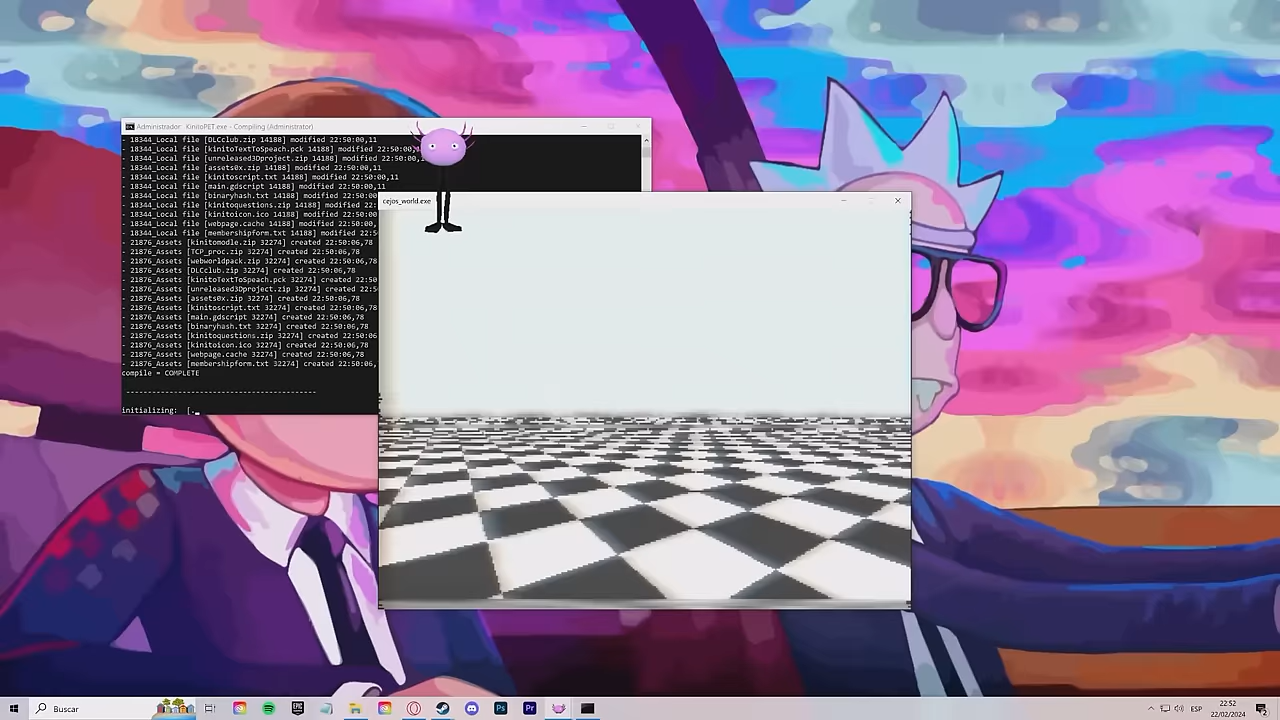 Administrador: KinitoPET.exe - Compiling (Administrator)
- 18344_Local file [DLCclub.zip 14188] modified 22:50:00,11
- 18344_Local file [kinitoTextToSpeach.pck 14188] modified 22:50:00,
- 18344_Local file [unreleased3Dproject.zip 14188] modified 22:50:00,
- 18344_Local file [assets0x.zip 14188] modified 22:50:00,11
- 18344_Local file [kinitoscript.txt 14188] modified 22:50:00,11
- 18344_Local file [main.gdscript 14188] modified 22:50:00,11
- 18344_Local file [binaryhash.txt 14188] modified 22:50:00,11
- 18344_Local file [kinitoquestions.zip 14188] modified 22:
- 18344_Local file [kinitoicon.ico 14188] modified 22:50:00
- 18344_Local file [webpage.cache 14188] modified 22:50:00,
- 18344_Local file [membershipform.txt 14188] modified 22:5
- 21876_Assets [kinitomodle.zip 32274] created 22:50:06,78
- 21876_Assets [TCP_proc.zip 32274] created 22:50:06,78
- 21876_Assets [webworldpack.zip 32274] created 22:50:06,78
- 21876_Assets [DLCclub.zip 32274] created 22:50:06,78
- 21876_Assets [kinitoTextToSpeach.pck 32274] created 22:50
- 21876_Assets [unreleased3Dproject.zip 32274] created 22:5
- 21876_Assets [assets0x.zip 32274] created 22:50:06,78
- 21876_Assets [kinitoscript.txt 32274] created 22:50:06,78
- 21876_Assets [main.gdscript 32274] created 22:50:06,78
- 21876_Assets [binaryhash.txt 32274] created 22:50:06,78
- 21876_Assets [kinitoquestions.zip 32274] created 22:50:06
- 21876_Assets [kinitoicon.ico 32274] created 22:50:06,78
- 21876_Assets [webpage.cache 32274] created 22:50:06,78
- 21876_Assets [membershipform.txt 32274] created 22:50:06,
compile = COMPLETE
--------------------------------------------
initializing: [._
cejos_world.exe
Buscar
EPIC
Ps
Pr
ESP
22:52
22/02/2024